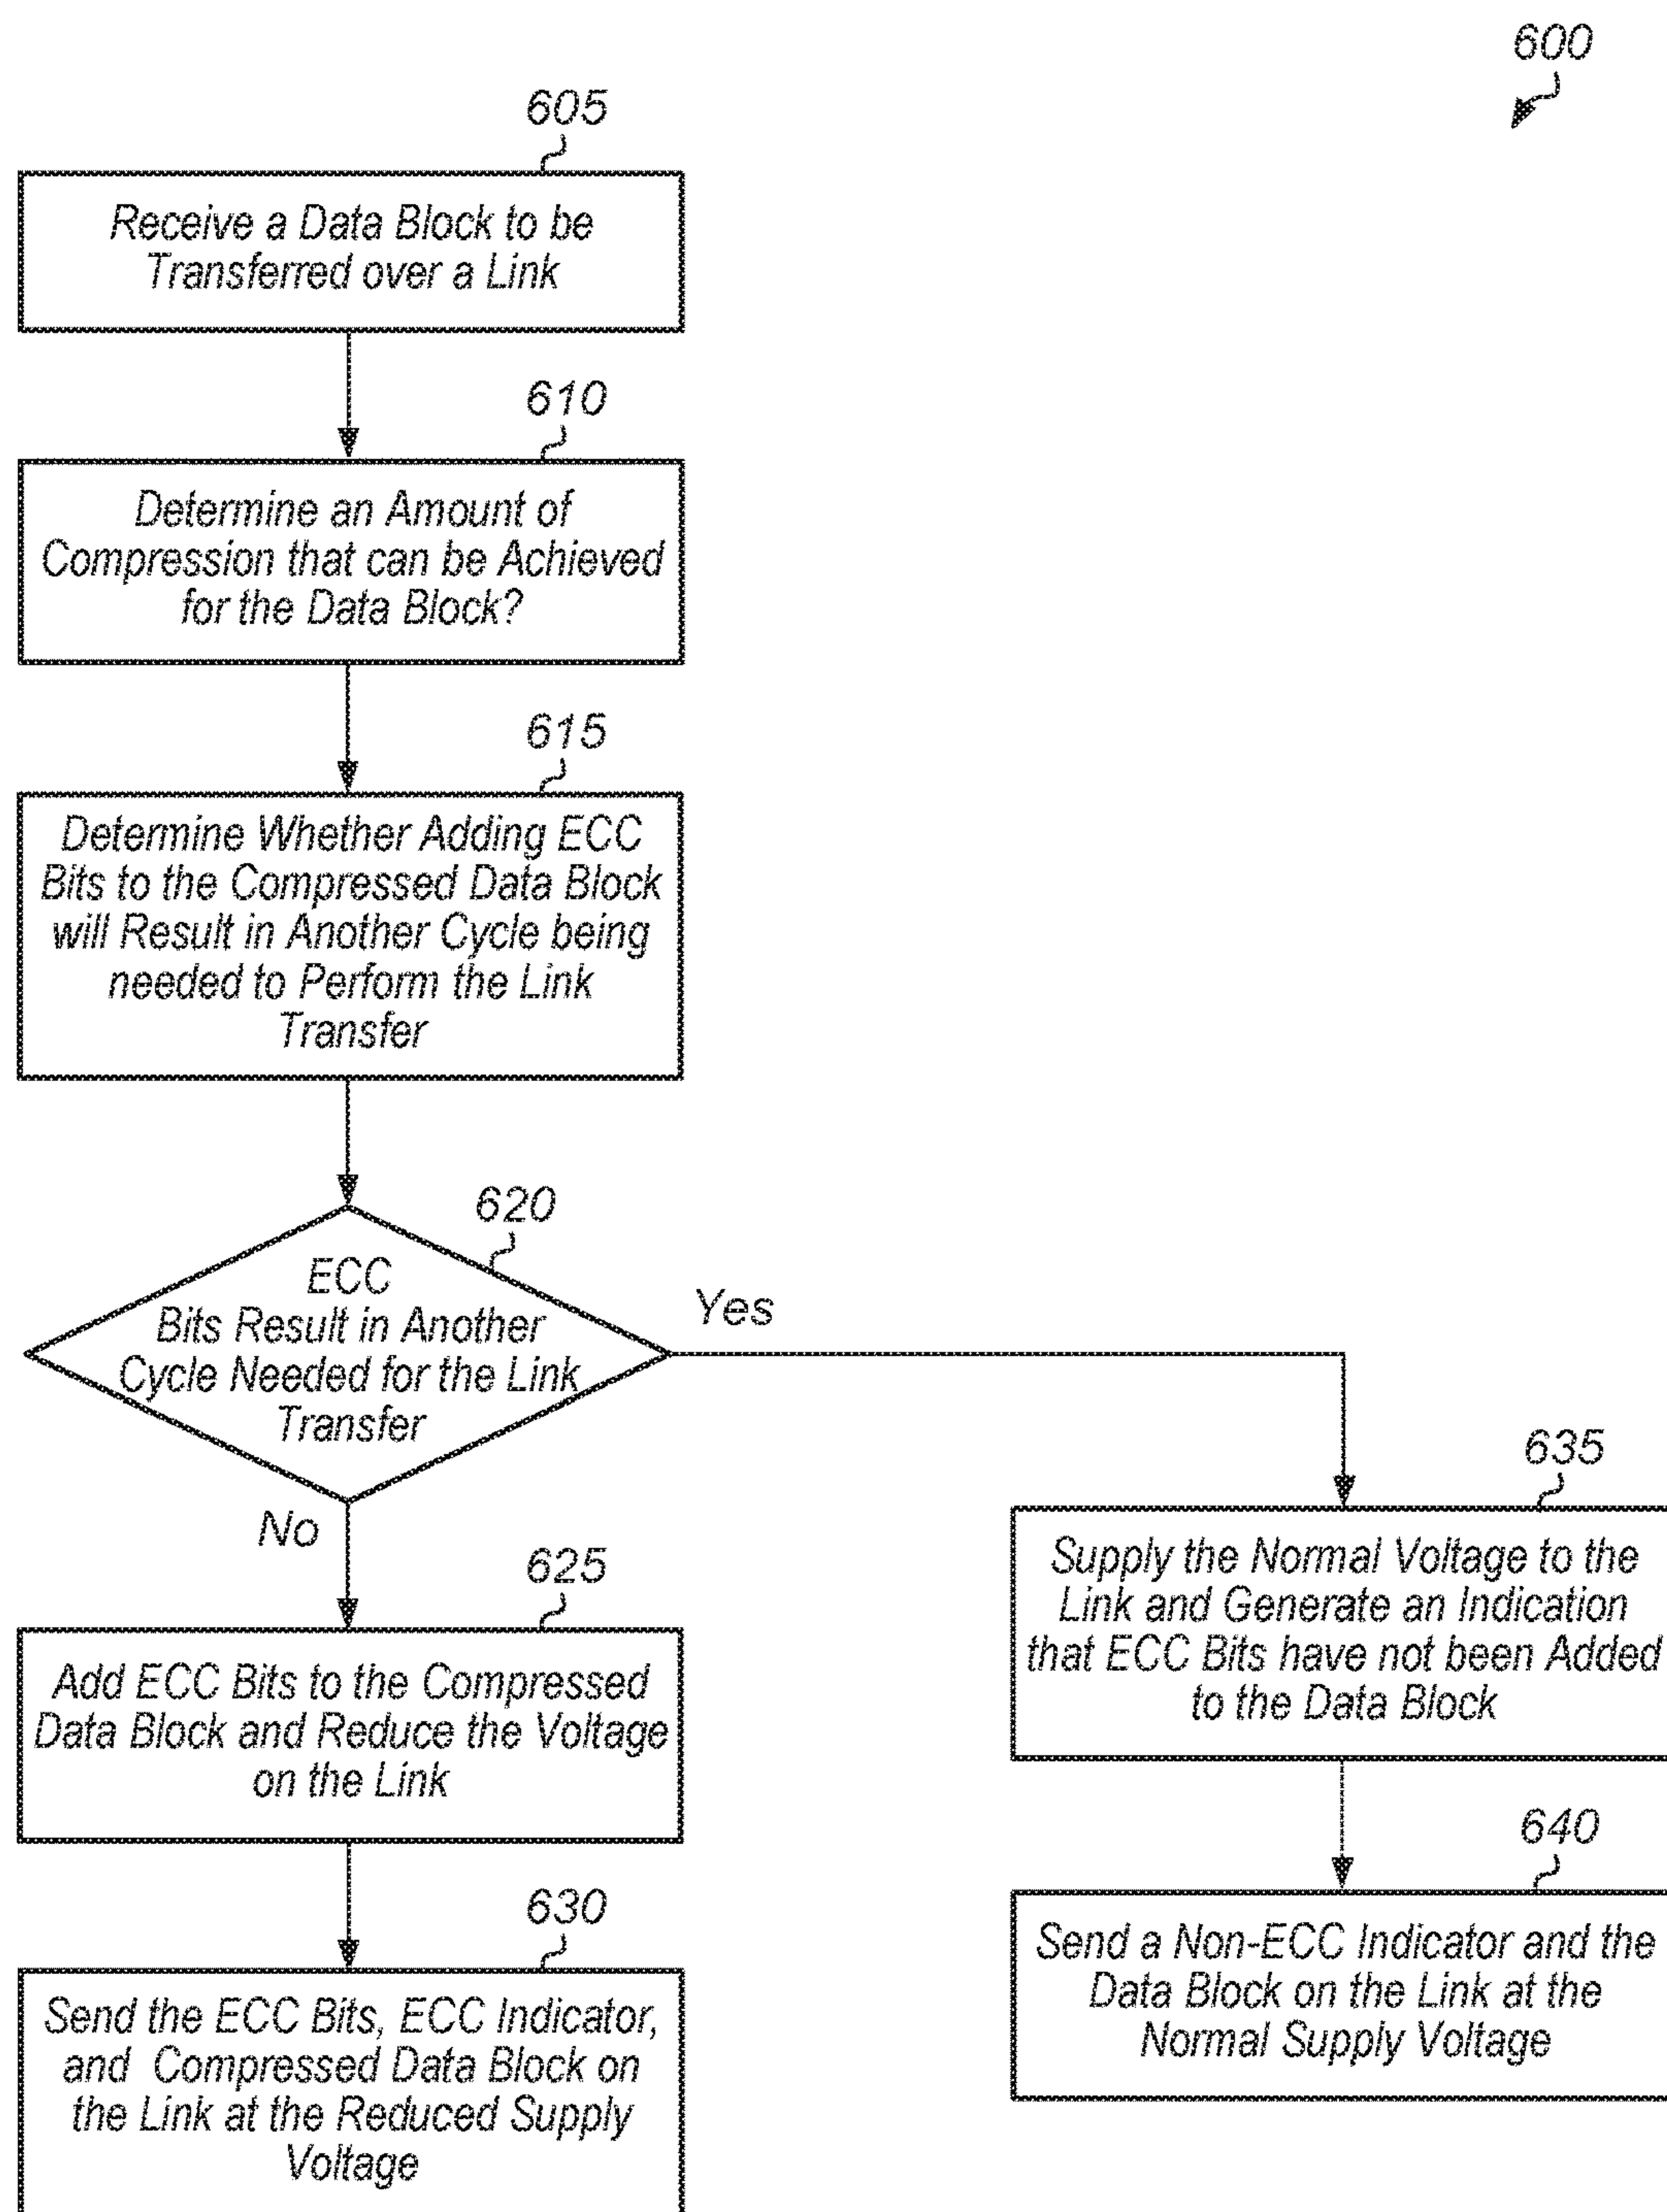 600
605
Receive a Data Block to be
Transferred over a Link
610
Determine an Amount of
Compression that can be Achieved
for the Data Block?
615
Determine Whether Adding ECC
Bits to the Compressed Data Block
will Result in Another Cycle being
needed to Perform the Link
Transfer
620
ECC
Bits Result in Another
Cycle Needed for the Link
Transfer
Yes
No
625
Add ECC Bits to the Compressed
Data Block and Reduce the Voltage
on the Link
630
Send the ECC Bits, ECC Indicator,
and Compressed Data Block on
the Link at the Reduced Supply
Voltage
635
Supply the Normal Voltage to the
Link and Generate an Indication
that ECC Bits have not been Added
to the Data Block
640
Send a Non-ECC Indicator and the
Data Block on the Link at the
Normal Supply Voltage